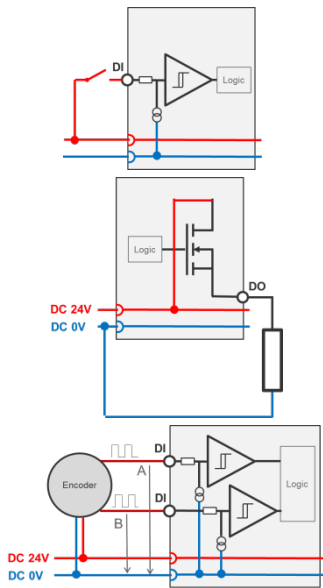 DI
Logic
Logic
DO
DC 24V
DC 0V
DI
A
Encoder
DI
Logic
B
DC 24V
DC 0V